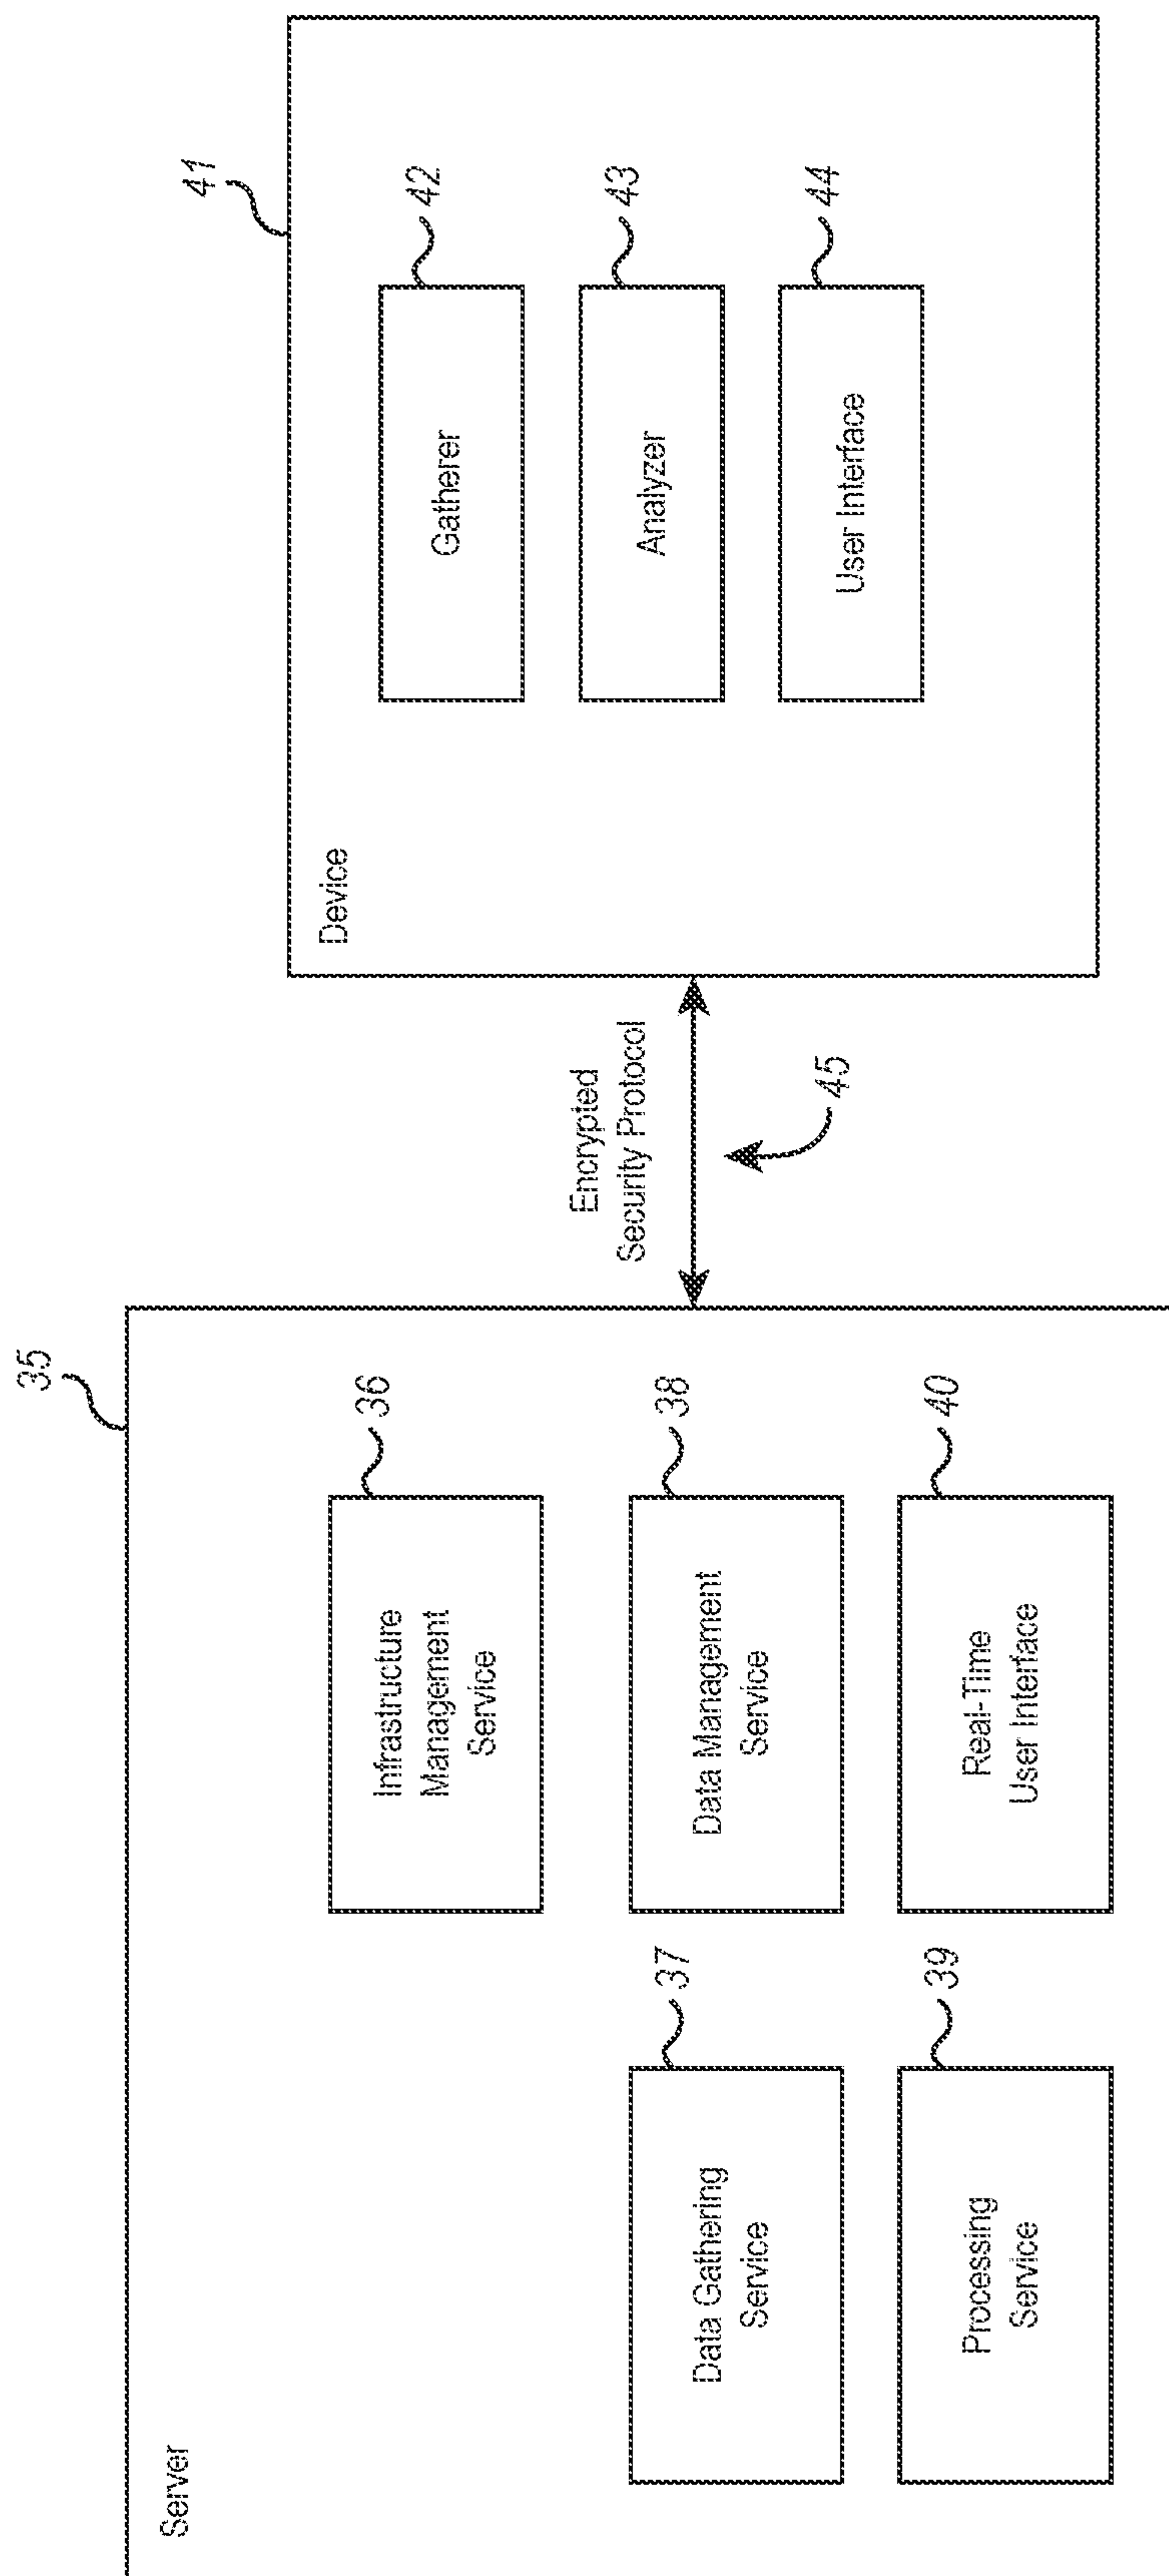 Server
35
Infrastructure
Management
Service
36
Data Gathering
Service
37
Data Management
Service
38
Processing
Service
39
Real-Time
User Interface
40
Encrypted
Security Protocol
45
Device
41
Gatherer
42
Analyzer
43
User Interface
44